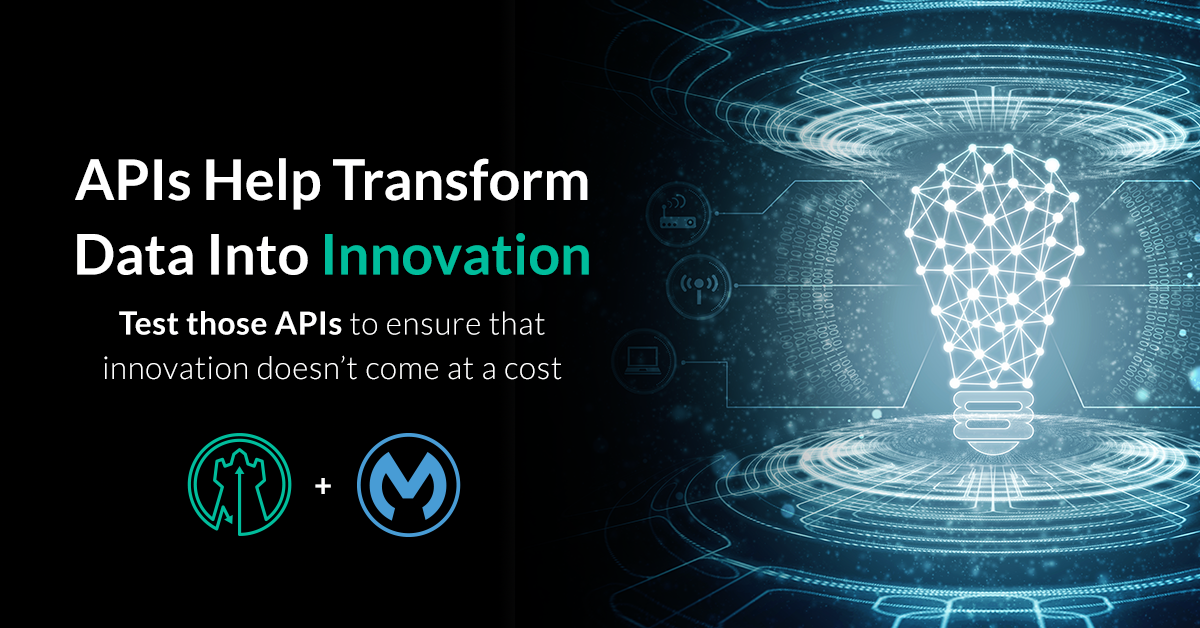 APIs Help Transform
Data Into Innovation
Test those APIs to ensure that
innovation doesn’t come at a cost
+